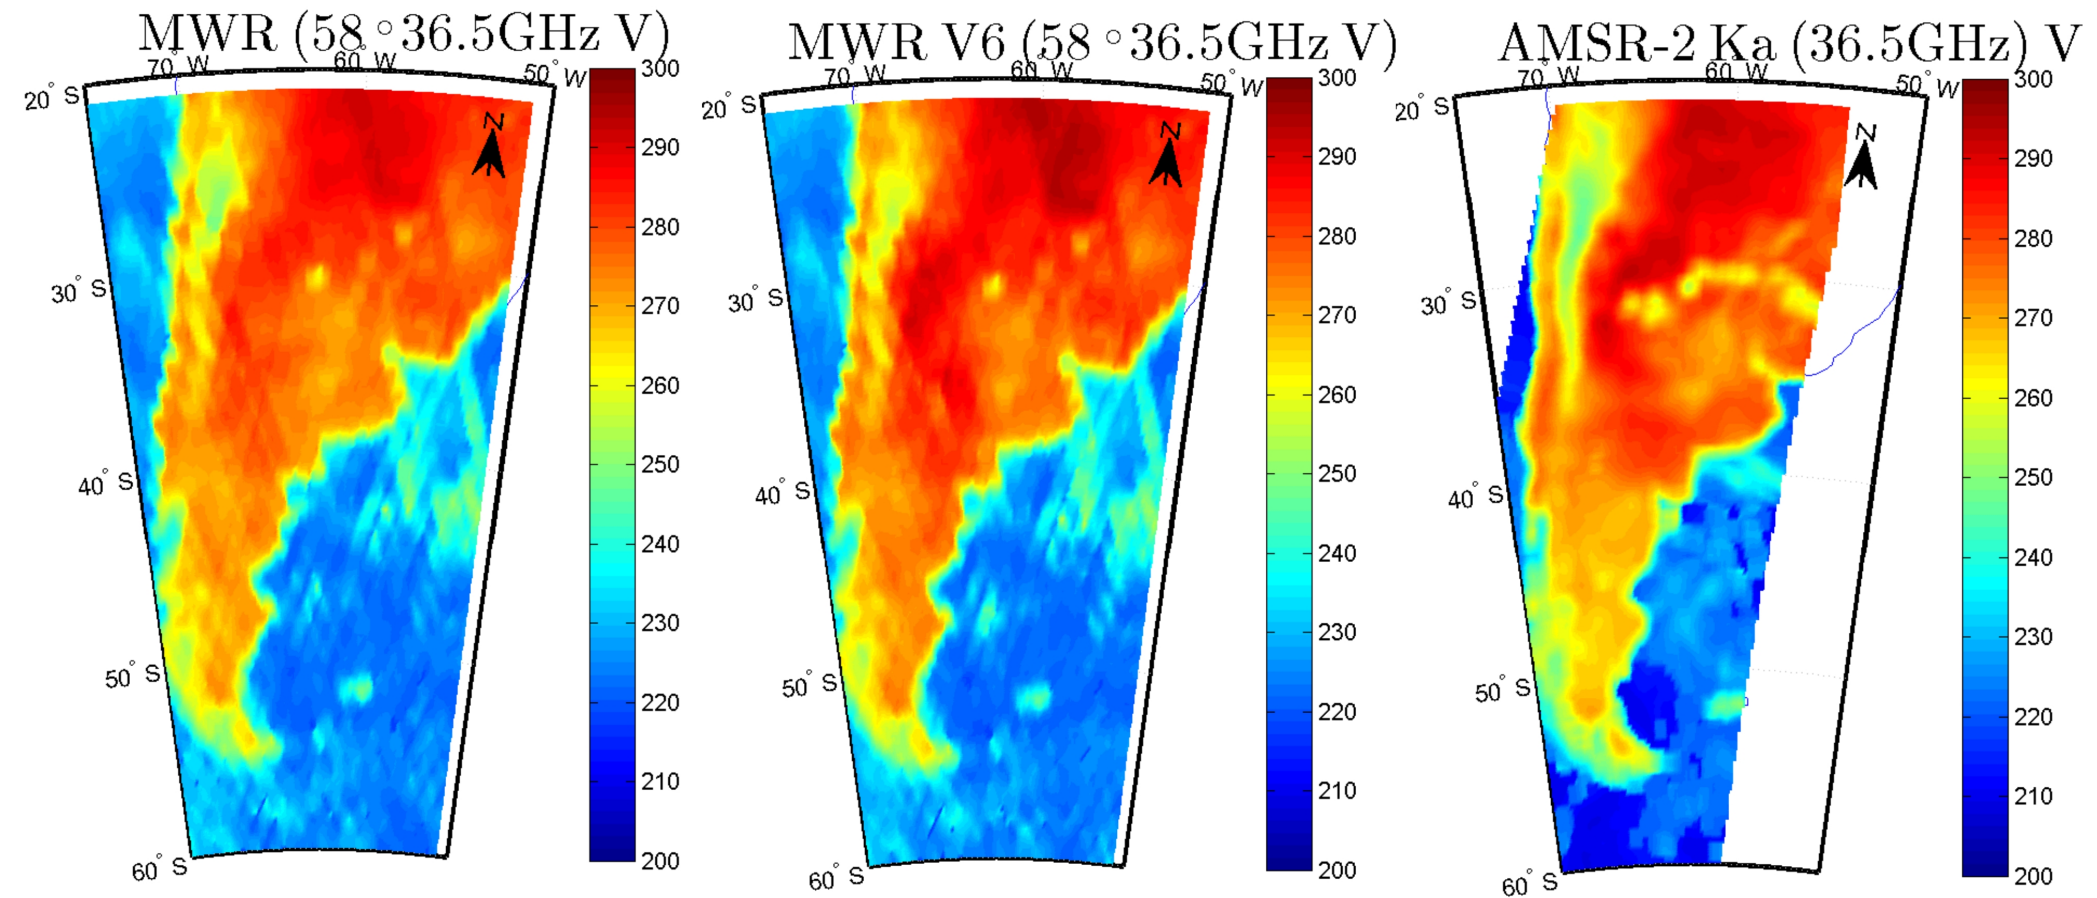 MWR (58 °36.5GHz V)
70° W
60° W
50° W
20° S
30° S
40° S
50° S
60° S
N
300
290
280
270
260
250
240
230
220
210
200
MWR V6 (58 °36.5GHz V)
70° W
60° W
50° W
20° S
30° S
40° S
50° S
60° S
N
300
290
280
270
260
250
240
230
220
210
200
AMSR-2 Ka (36.5GHz) V
70° W
60° W
50° W
20° S
30° S
40° S
50° S
60° S
N
300
290
280
270
260
250
240
230
220
210
200